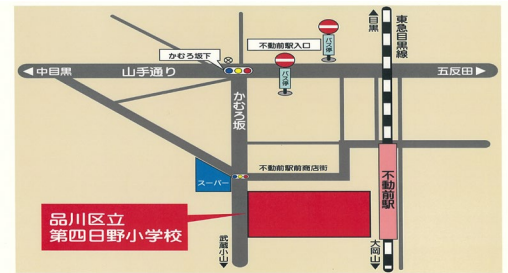 ▲目黒
東急目黒線
不動前駅入口
バス停
かむろ坂下
◀中目黒
山手通り
五反田▶
バス停
かむろ坂
不動前駅前商店街
スーパー
不動前駅
品川区立
第四日野小学校
武蔵小山▼
大岡山▼